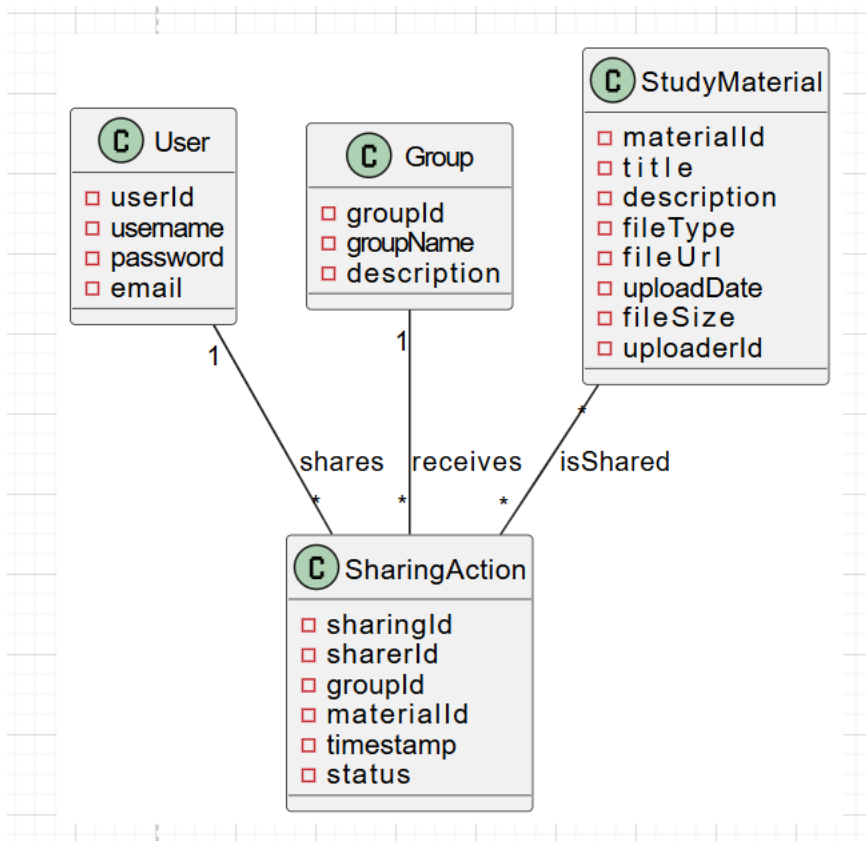 C User
userId
username
password
email
C Group
groupId
groupName
description
C StudyMaterial
materialId
title
description
fileType
fileUrl
uploadDate
fileSize
uploaderId
1
1
*
shares
receives
isShared
*
*
*
C SharingAction
sharingId
sharerId
groupId
materialId
timestamp
status